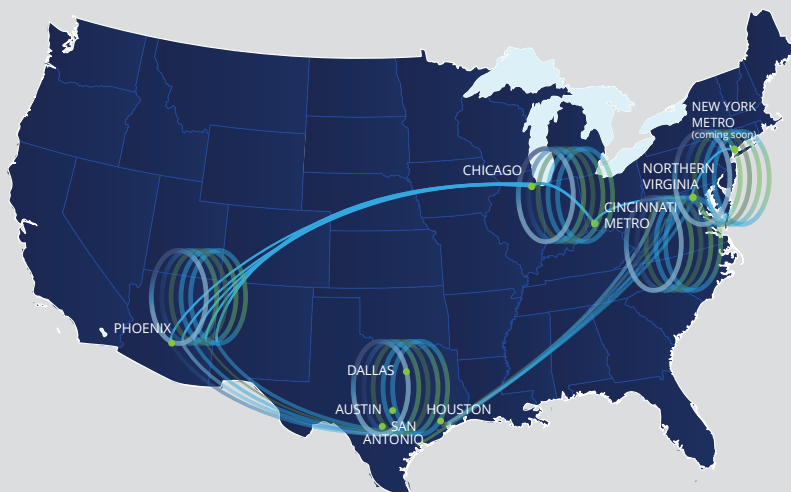 NEW YORK
METRO
(coming soon)
CHICAGO
NORTHERN
VIRGINIA
CINCINNATI
METRO
PHOENIX
DALLAS
AUSTIN
HOUSTON
SAN
ANTONIO